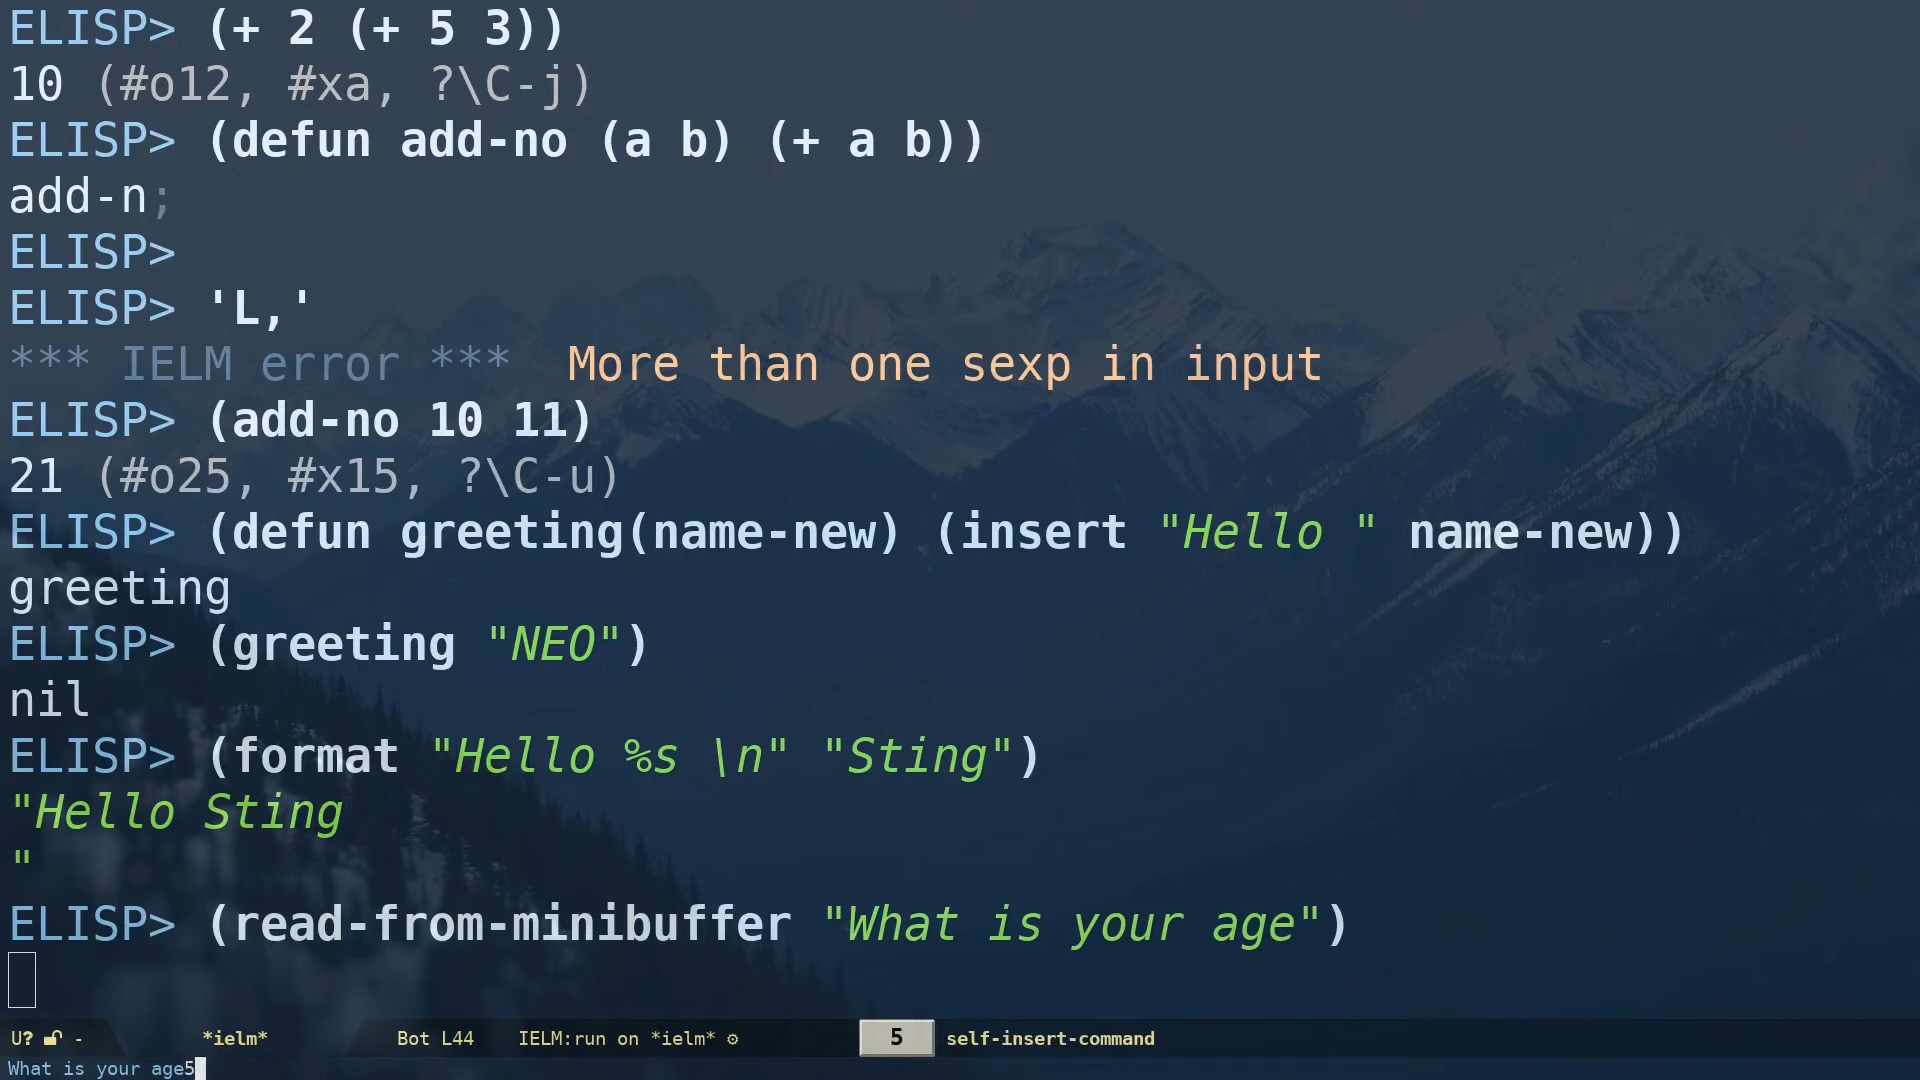 ELISP> (+ 2 (+ 5 3))
10 (#o12, #xa, ?\C-j)
ELISP> (defun add-no (a b) (+ a b))
add-n;
ELISP>
ELISP> 'L,'
*** IELM error ***  More than one sexp in input
ELISP> (add-no 10 11)
21 (#o25, #x15, ?\C-u)
ELISP> (defun greeting(name-new) (insert "Hello " name-new))
greeting
ELISP> (greeting "NEO")
nil
ELISP> (format "Hello %s \n" "Sting")
"Hello Sting
"
ELISP> (read-from-minibuffer "What is your age")
U? - *ielm* Bot L44 IELM:run on *ielm* ⚙ 5 self-insert-command
What is your age5